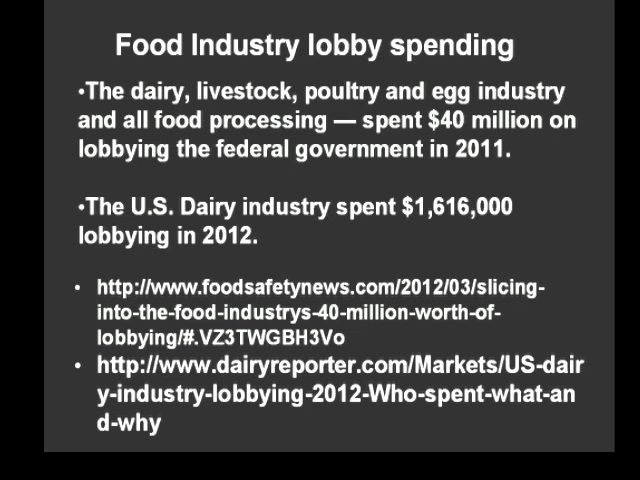 Food Industry lobby spending
•The dairy, livestock, poultry and egg industry
and all food processing — spent $40 million on
lobbying the federal government in 2011.
•The U.S. Dairy industry spent $1,616,000
lobbying in 2012.
• http://www.foodsafetynews.com/2012/03/slicing-
into-the-food-industrys-40-million-worth-of-
lobbying/#.VZ3TWGBH3Vo
• http://www.dairyreporter.com/Markets/US-dair
y-industry-lobbying-2012-Who-spent-what-an
d-why